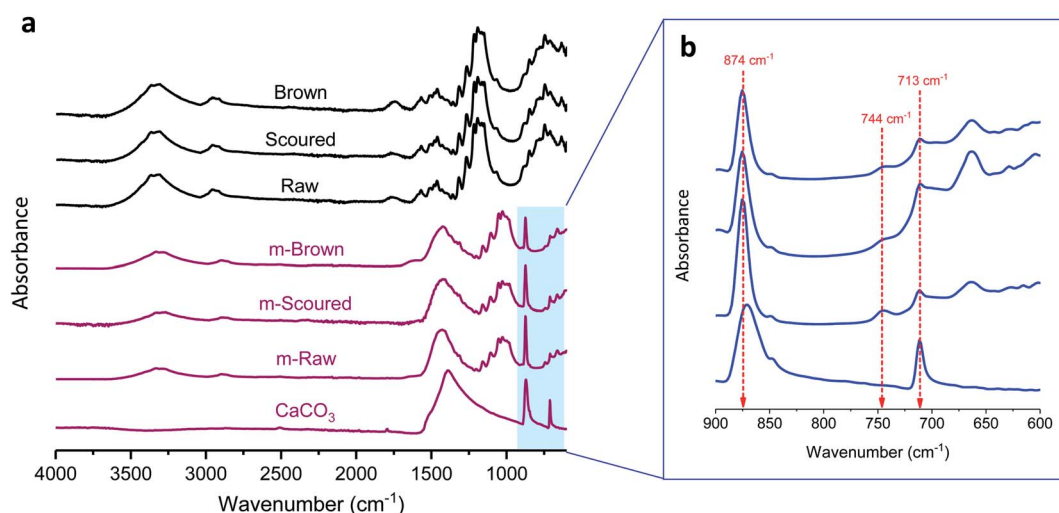 a
Absorbance
Brown
Scoured
Raw
m-Brown
m-Scoured
m-Raw
CaCO₃
4000 3500 3000 2500 2000 1500 1000
Wavenumber (cm⁻¹)
b
874 cm⁻¹
744 cm⁻¹
713 cm⁻¹
Absorbance
900 850 800 750 700 650 600
Wavenumber (cm⁻¹)